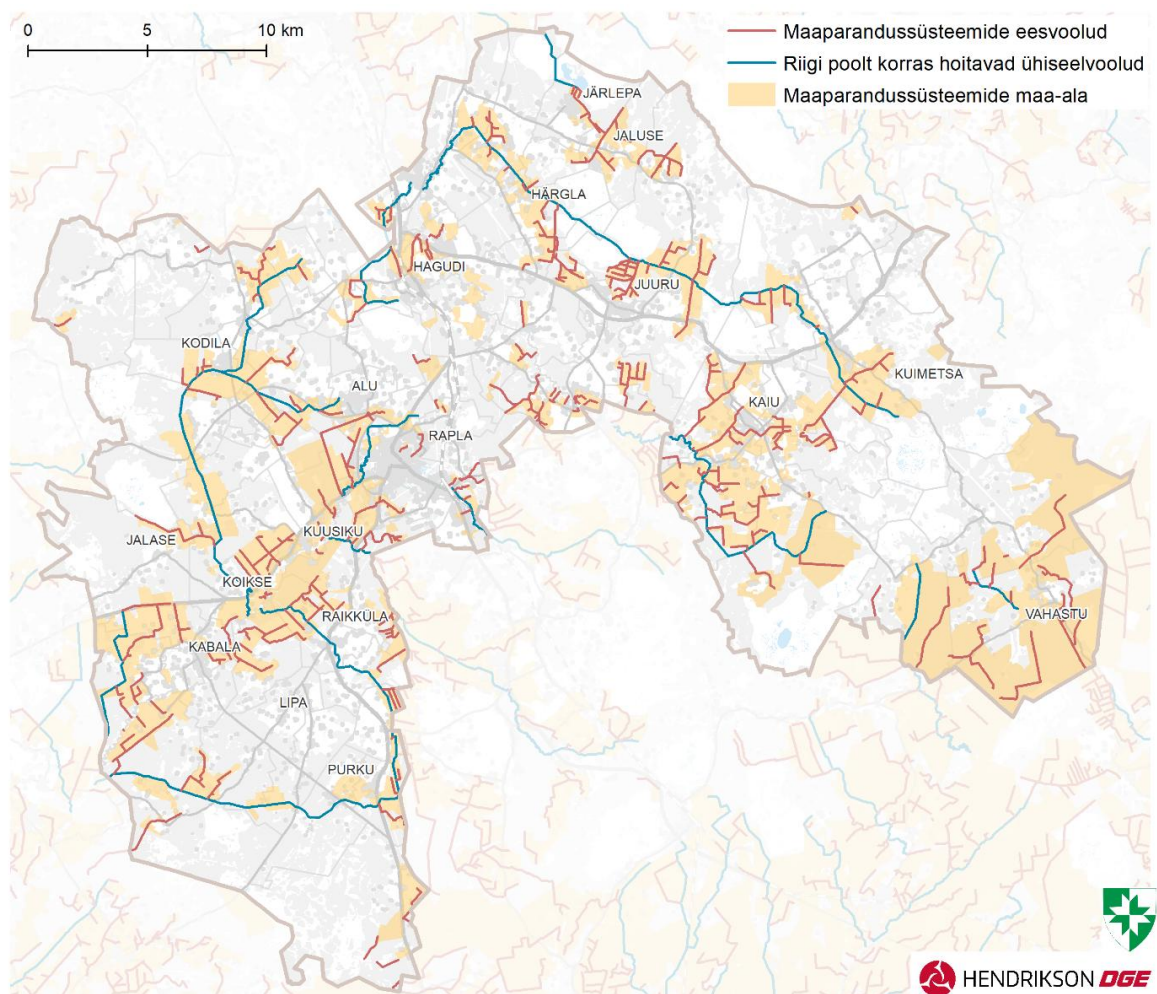 0 5 10 km
Maaparandussüsteemide eesvoolud
Riigi poolt korras hoitavad ühiseelvoolud
Maaparandussüsteemide maa-ala
JÄRLEPA
JALUSE
HÄRGLA
HAGUDI
JUURU
KODILA
KUIMETSA
ALU
KAIU
RAPLA
KUUSIKU
JALASE
KOIKSE
RAIKKÜLA
VAHASTU
KABALA
LIPA
PURKU
HENDRIKSON DGE